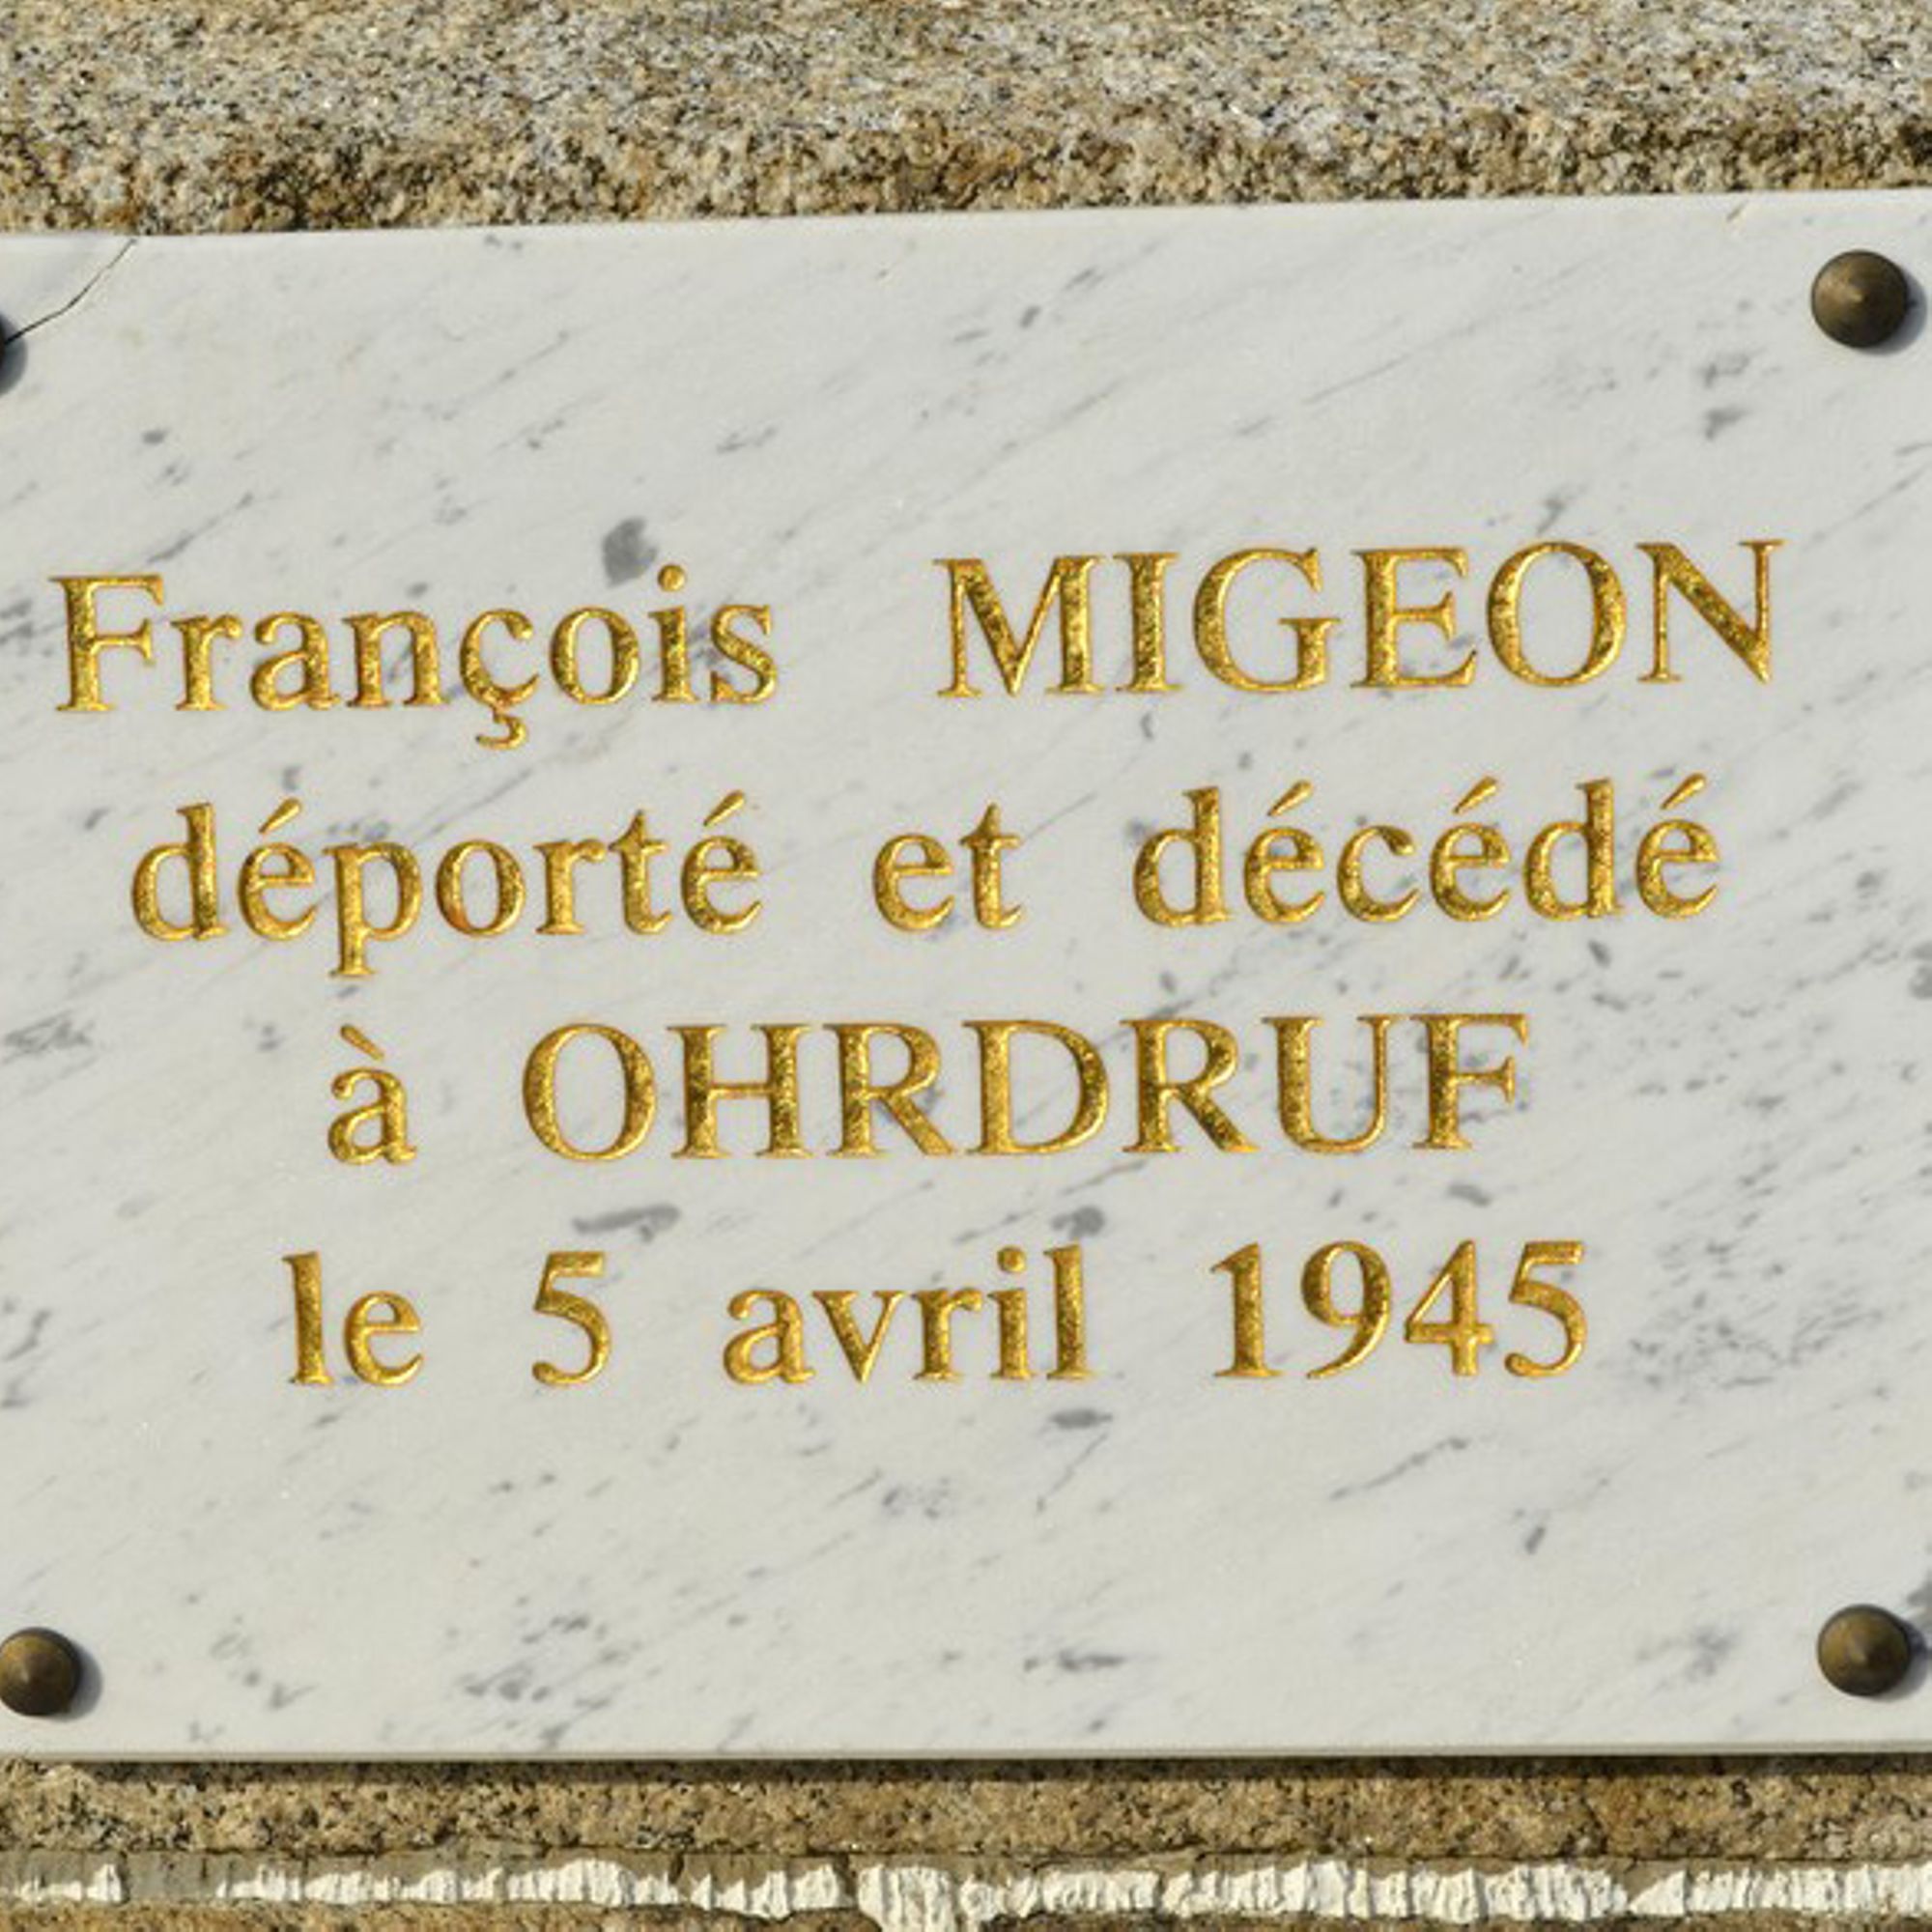 François MIGEON
déporté et décédé
à OHRDRUF
le 5 avril 1945